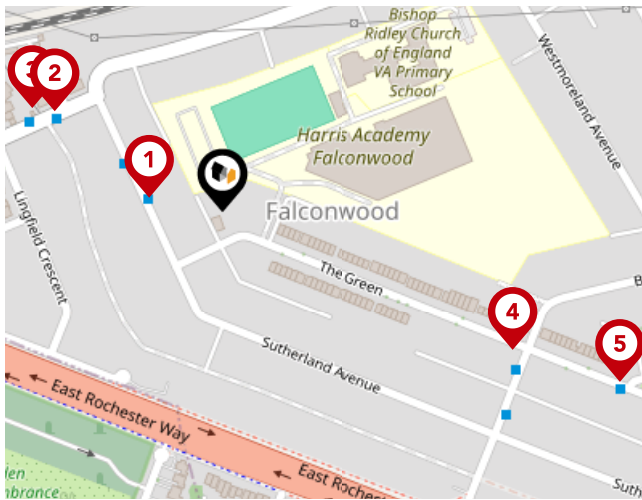 Bishop
Ridley Church
of England
VA Primary
School
Westmoreland Avenue
2
1
Harris Academy
Falconwood
Falconwood
Lingfield Crescent
The Green
4
5
Sutherland Avenue
East Rochester Way
East Rochester